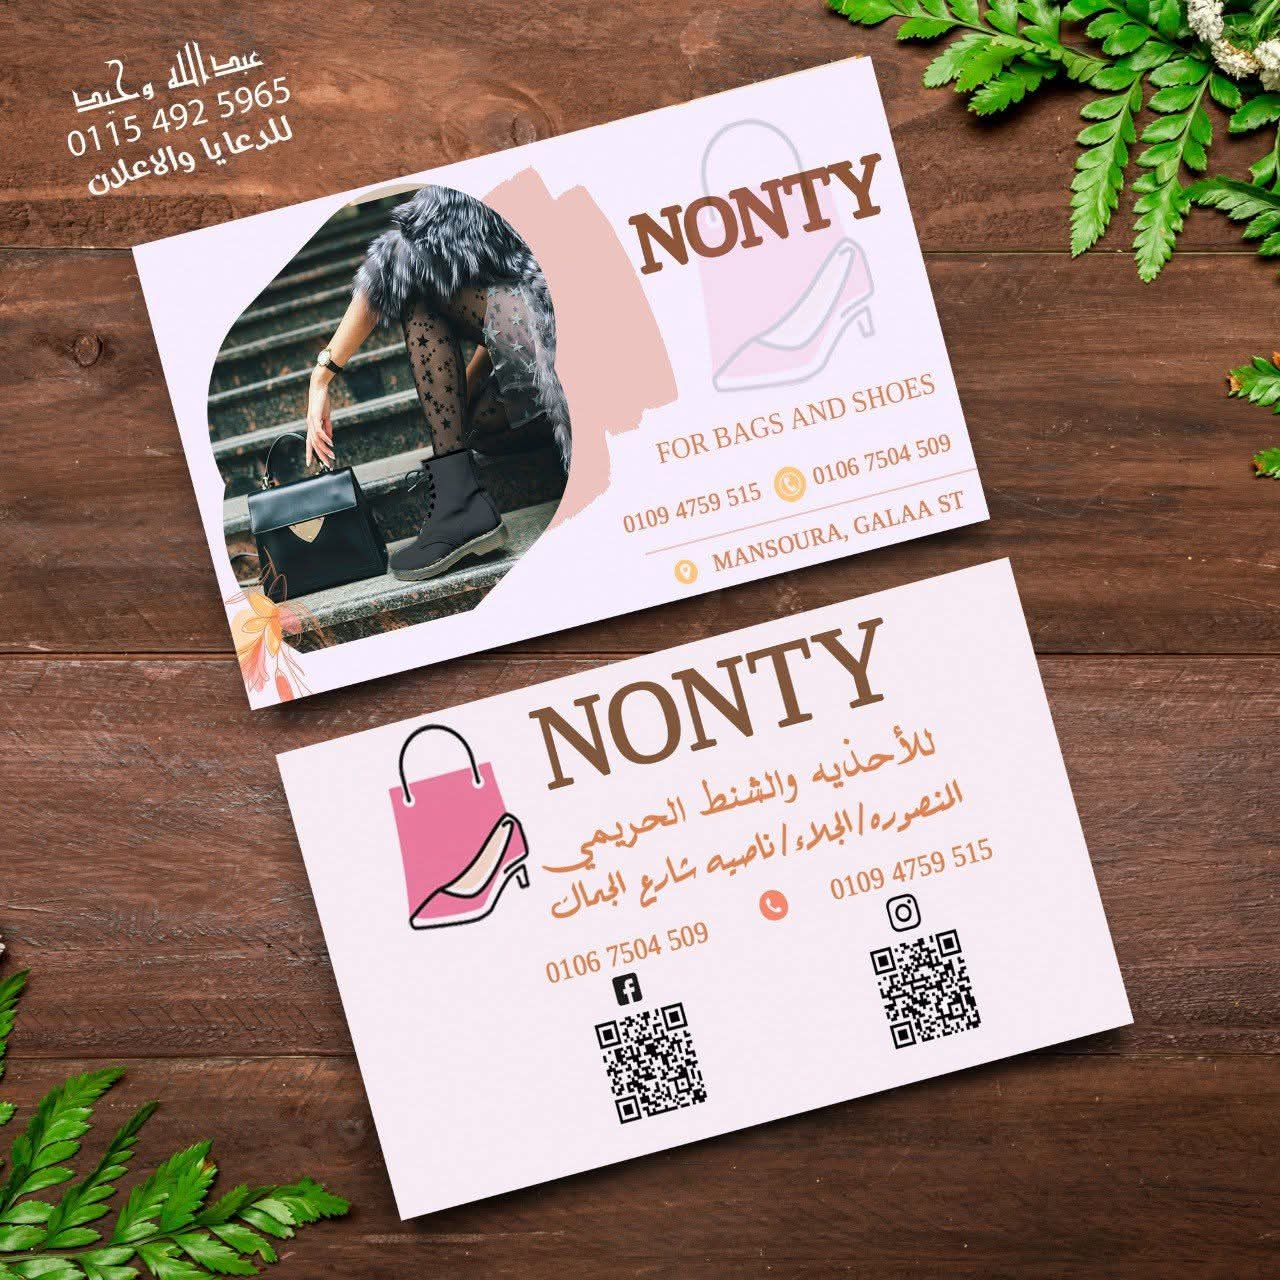 عبدالله وحيد
0115 492 5965
للدعايا والاعلان
NONTY
FOR BAGS AND SHOES
0109 4759 515 0106 7504 509
MANSOURA, GALAA ST
NONTY
للأحذيه والشنط الحريمي
المنصوره/الجلاء/ناصيه شارع الجمال
0106 7504 509 0109 4759 515